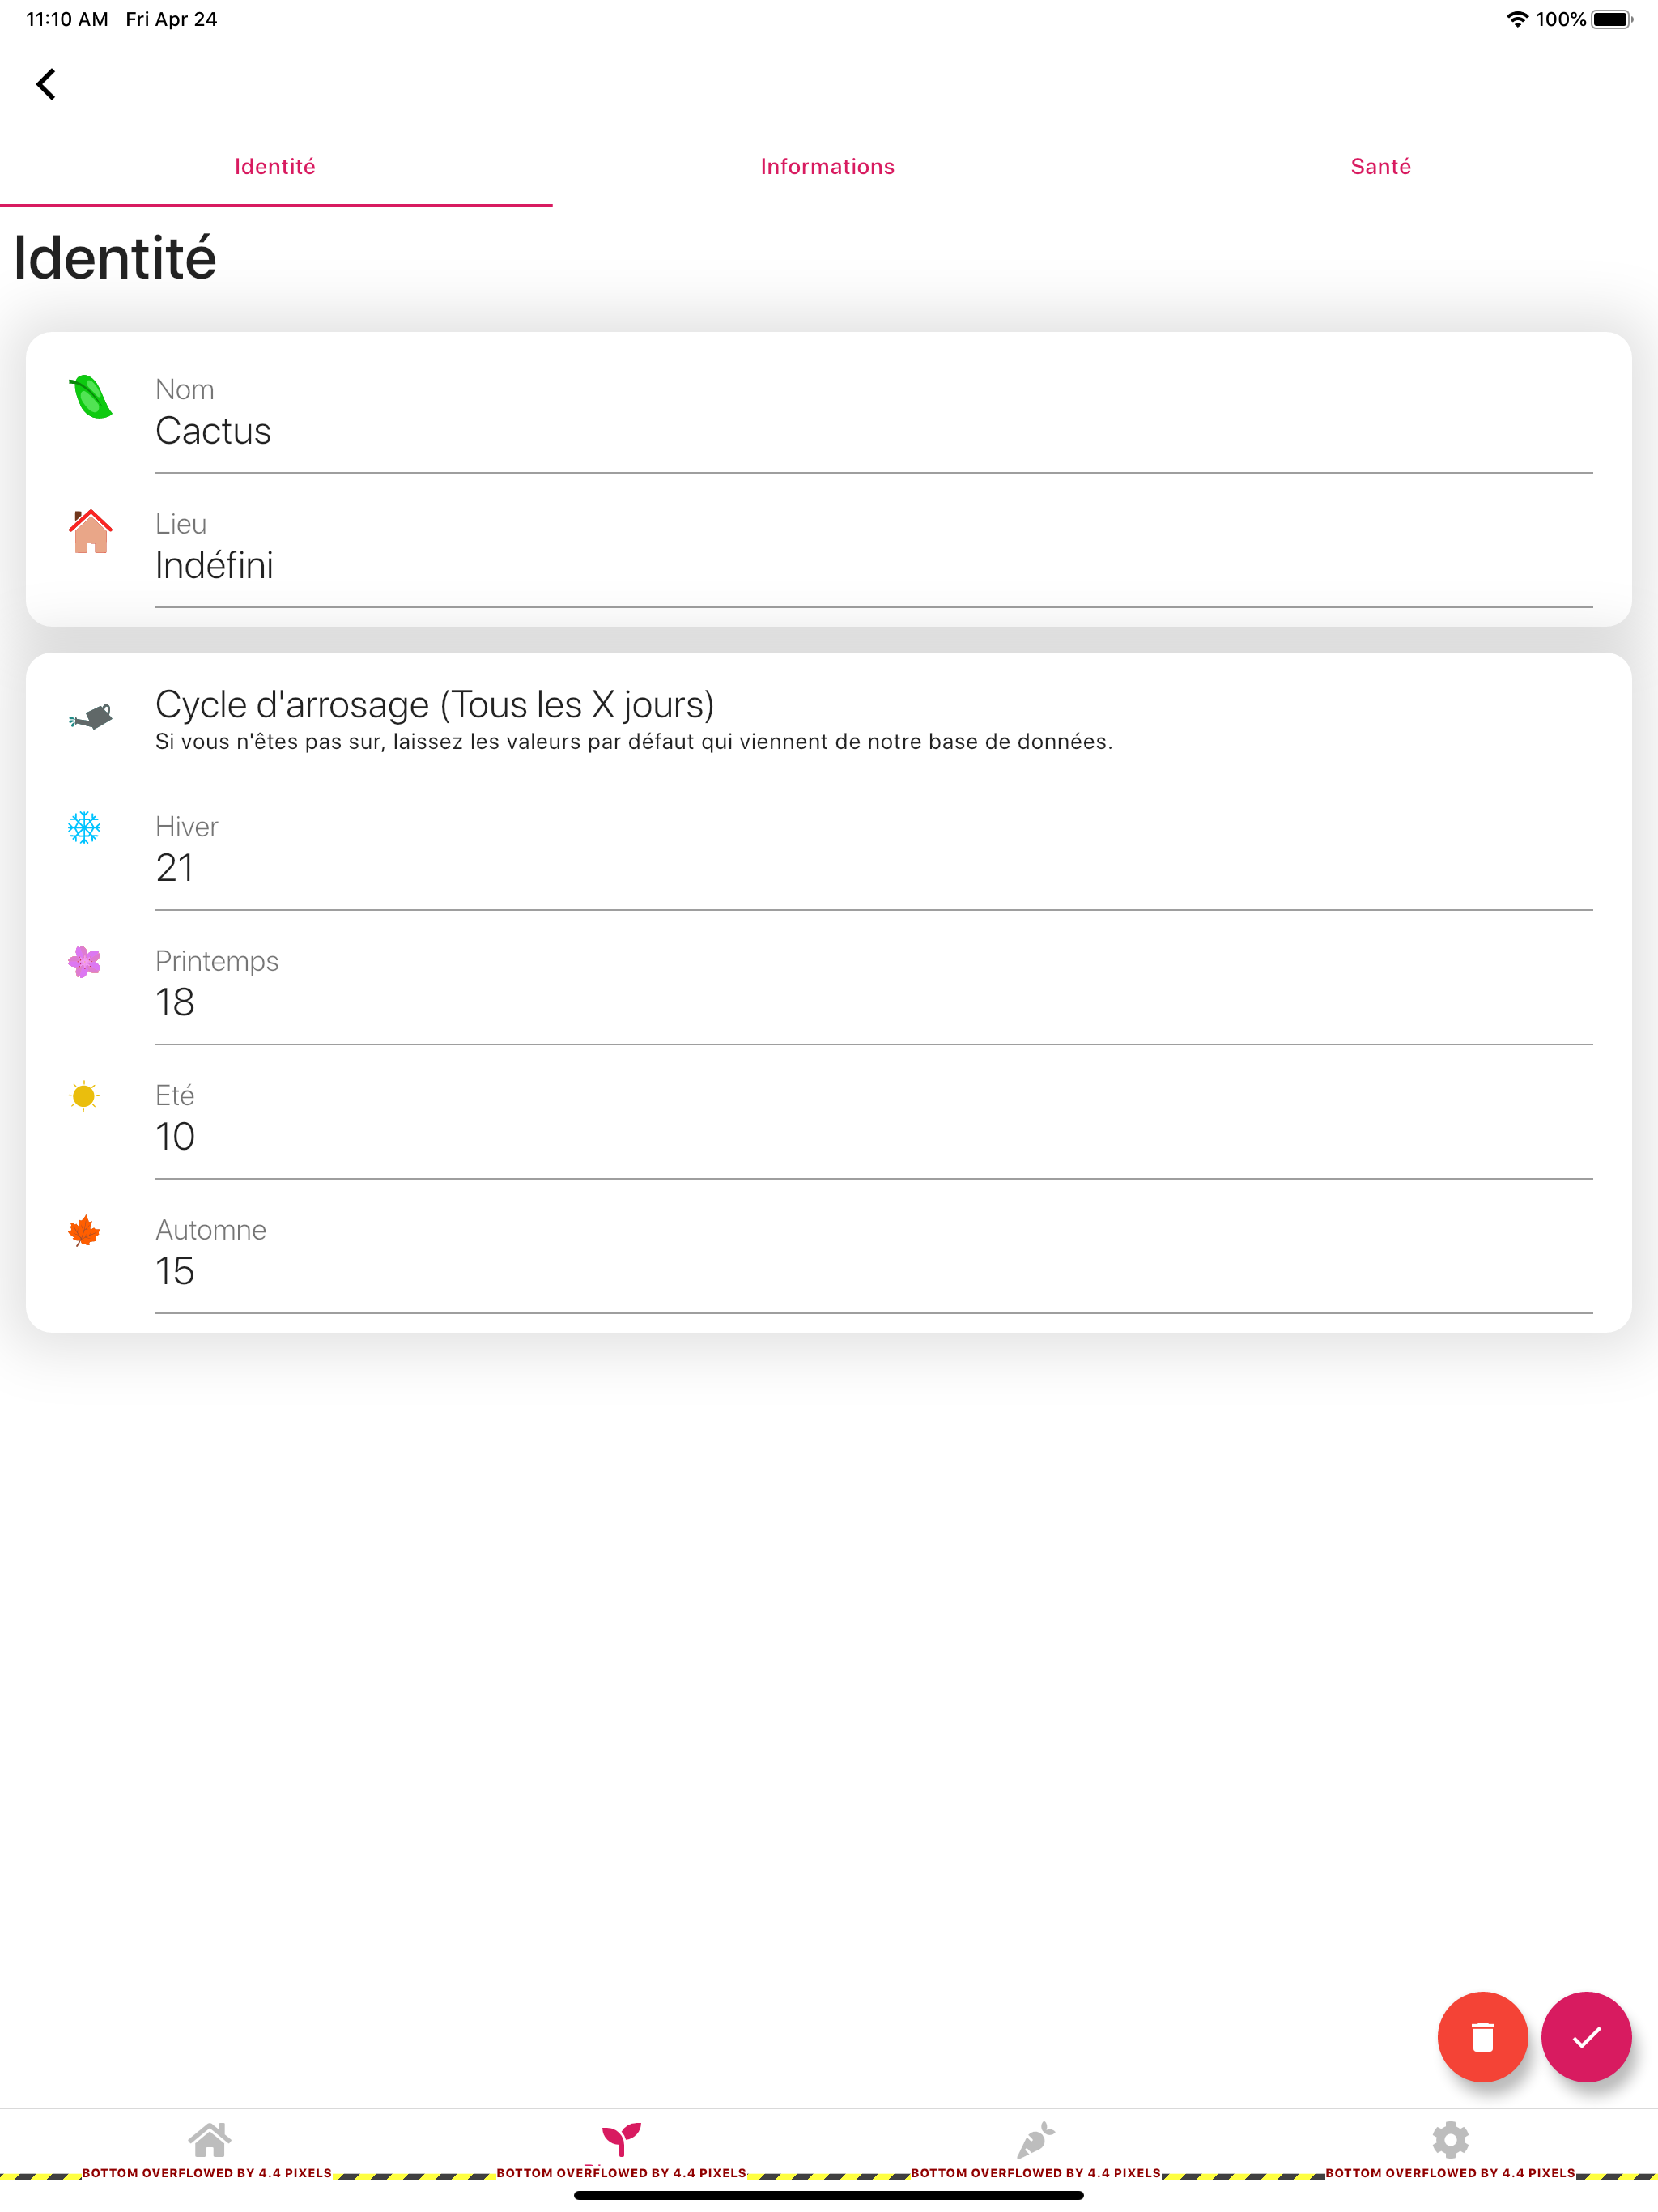 11:10 AM Fri Apr 24 100%
Identité Informations Santé
Identité
Nom
Cactus
Lieu
Indéfini
Cycle d'arrosage (Tous les X jours)
Si vous n'êtes pas sur, laissez les valeurs par défaut qui viennent de notre base de données.
Hiver
21
Printemps
18
Eté
10
Automne
15
BOTTOM OVERFLOWED BY 4.4 PIXELS BOTTOM OVERFLOWED BY 4.4 PIXELS BOTTOM OVERFLOWED BY 4.4 PIXELS BOTTOM OVERFLOWED BY 4.4 PIXELS